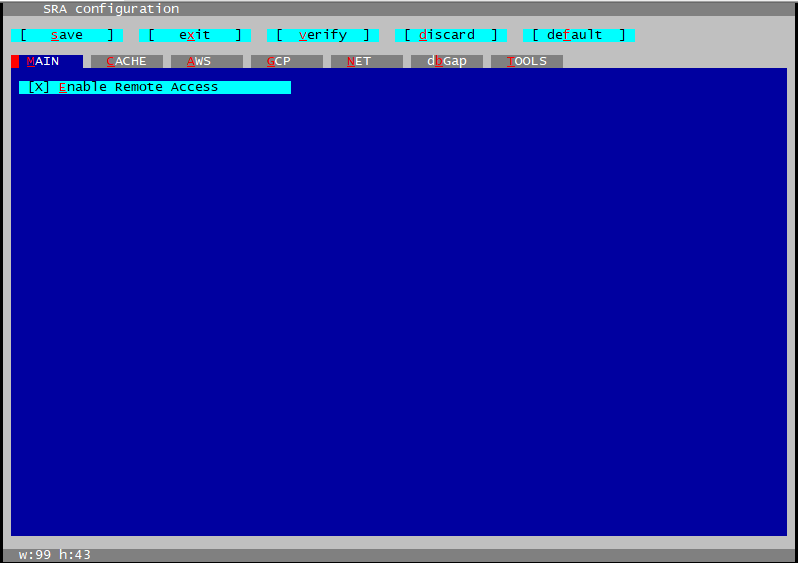 SRA configuration
[ save ] [ exit ] [ verify ] [ discard ] [ default ]
MAIN CACHE AWS GCP NET dbGap TOOLS
[X] Enable Remote Access
w:99 h:43